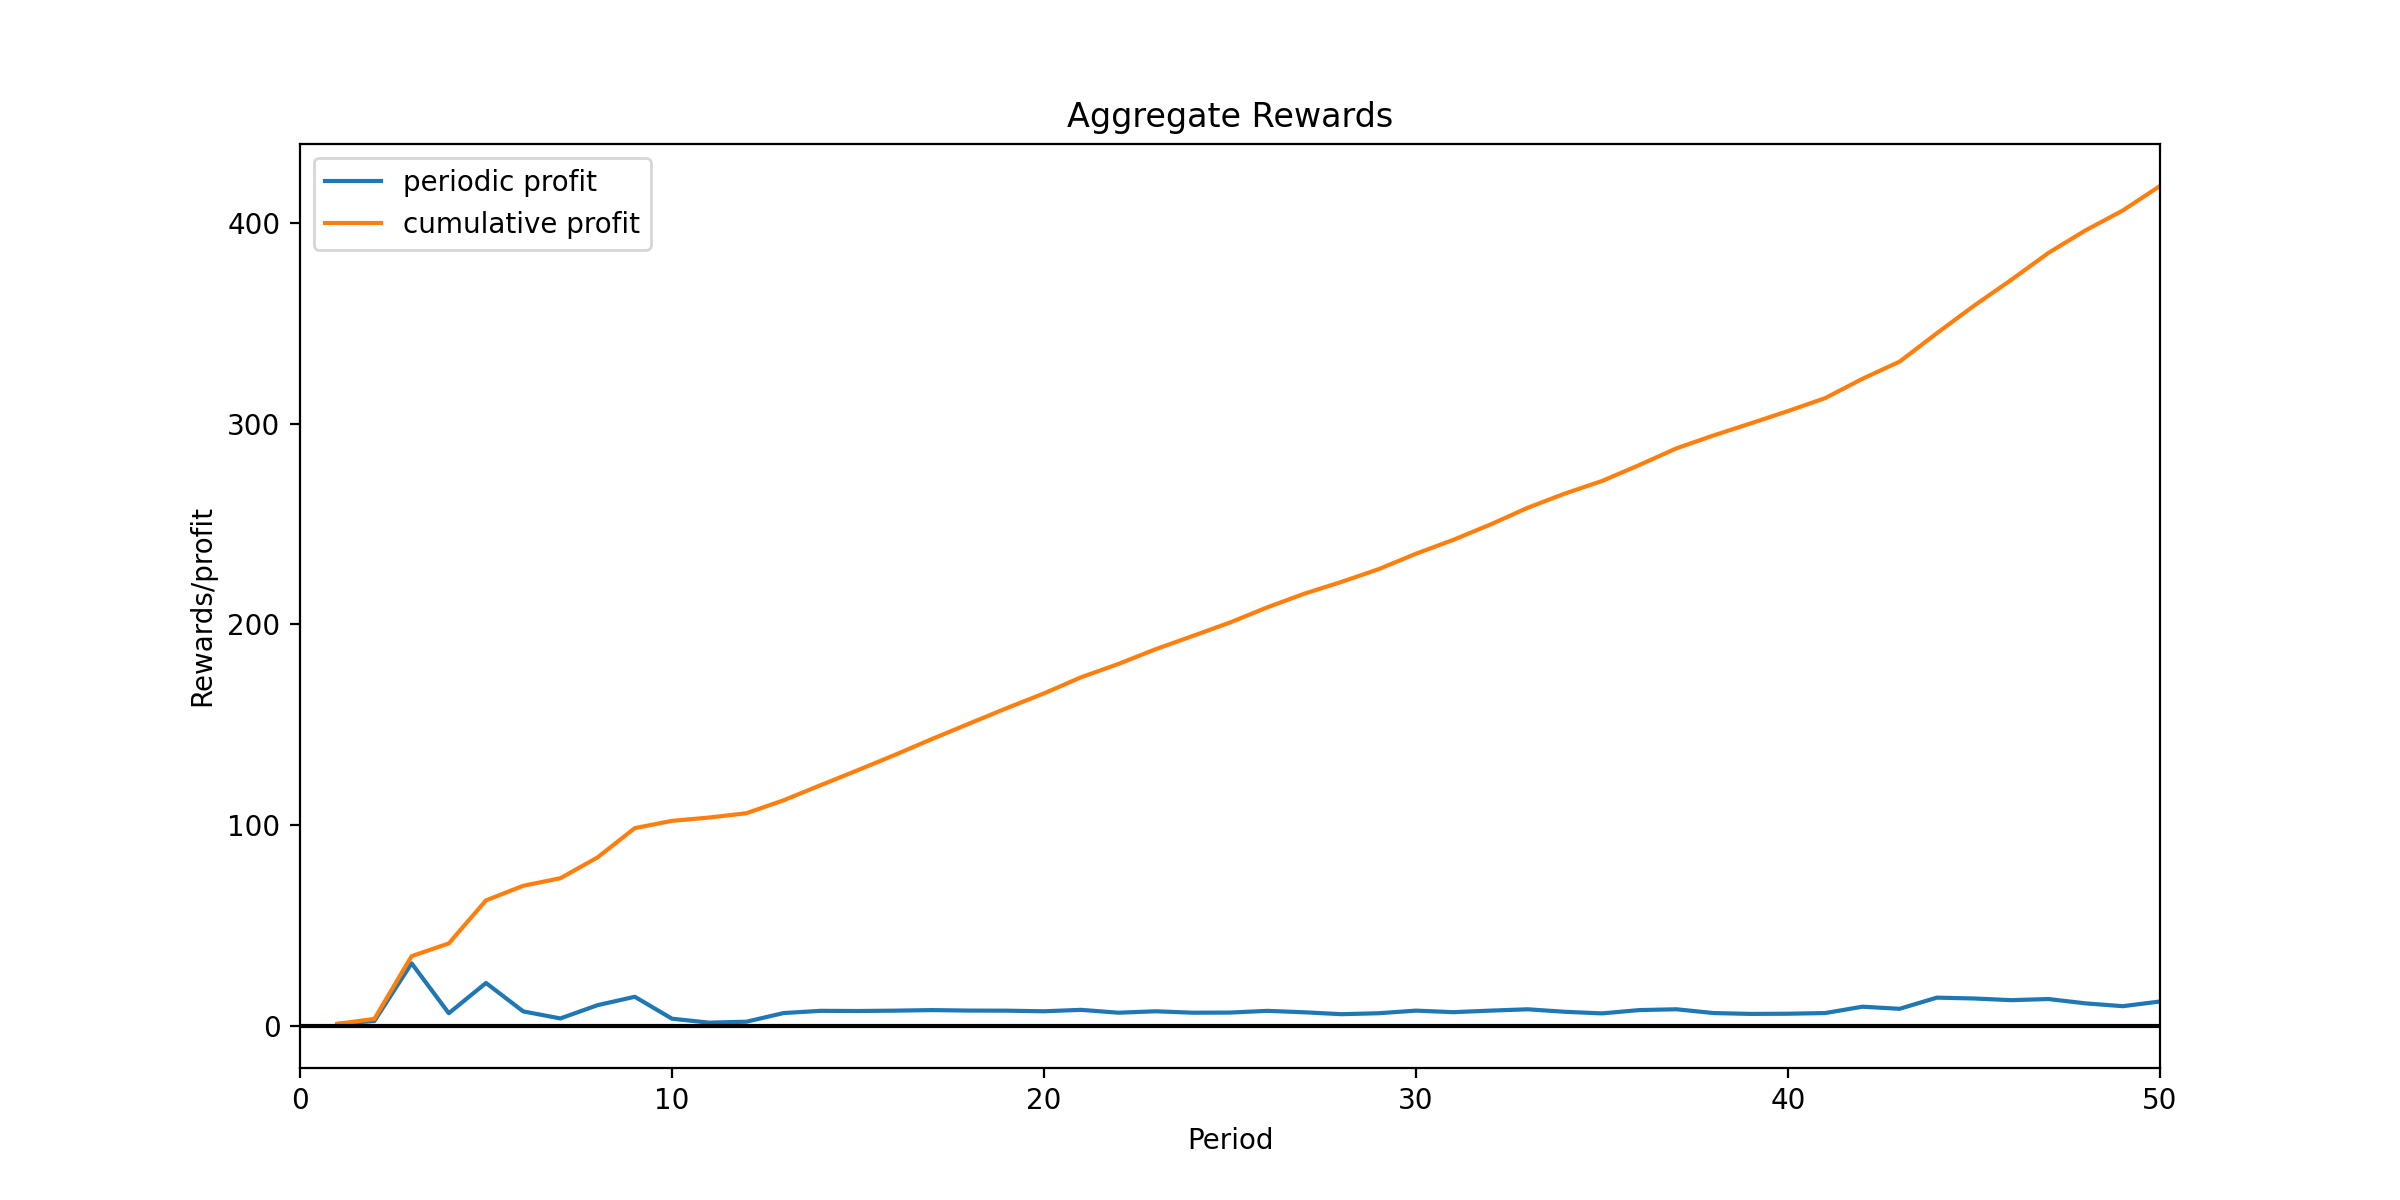 Aggregate Rewards
periodic profit
cumulative profit
Rewards/profit
400
300
200
100
0
0 10 20 30 40 50
Period